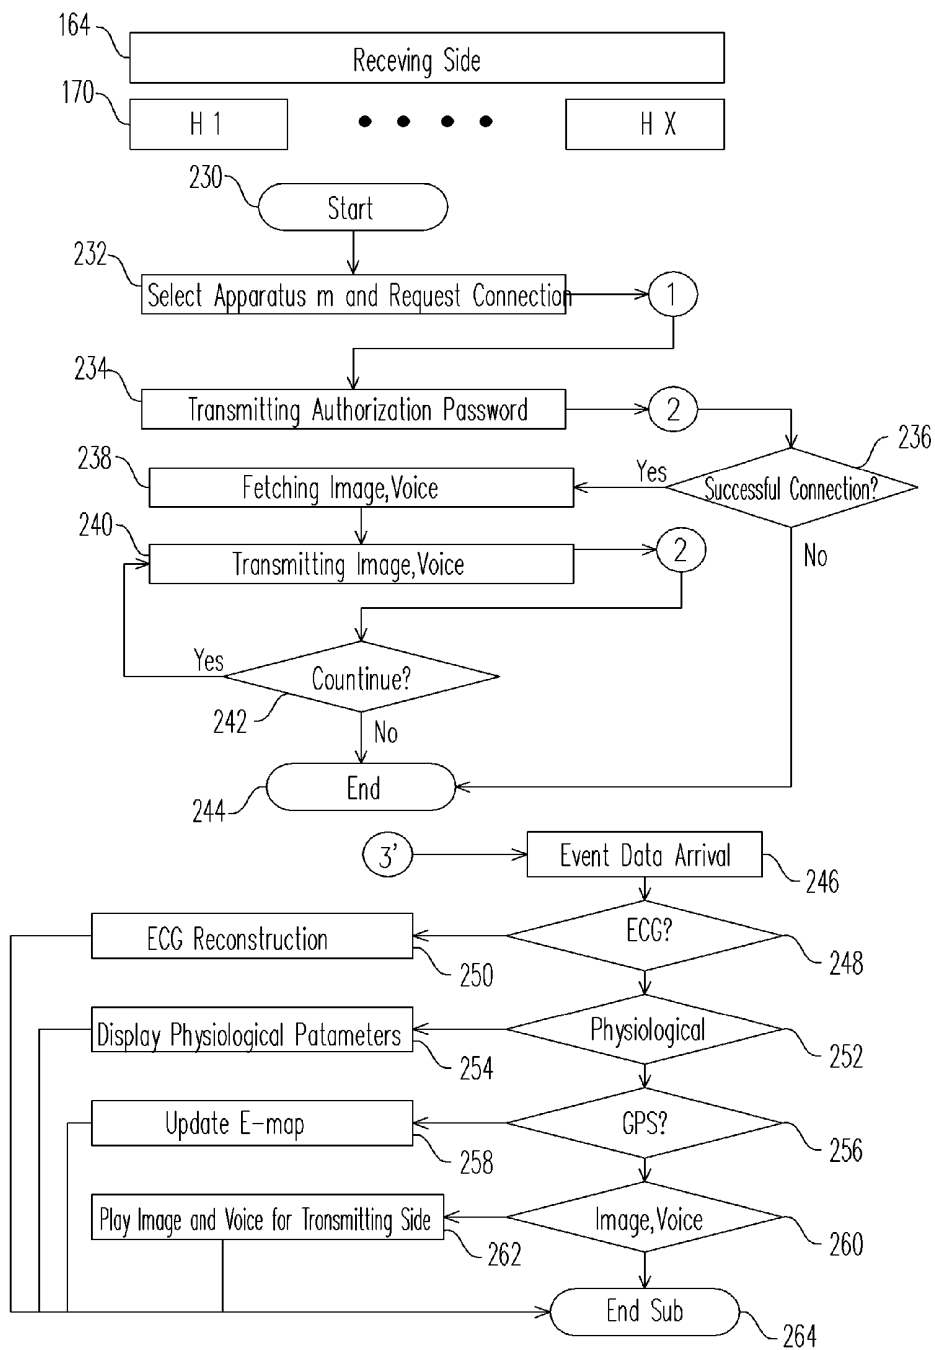 164
Receving Side
170
H 1
H X
230
Start
232
Select Apparatus m and Request Connection
1
234
Transmitting Authorization Password
2
236
Successful Connection?
Yes
No
238
Fetching Image,Voice
240
Transmitting Image,Voice
2
Yes
Countinue?
242
No
End
244
3'
Event Data Arrival
246
ECG?
248
ECG Reconstruction
250
Physiological
252
Display Physiological Patameters
254
GPS?
256
Update E-map
258
Image,Voice
260
Play Image and Voice for Transmitting Side
262
End Sub
264